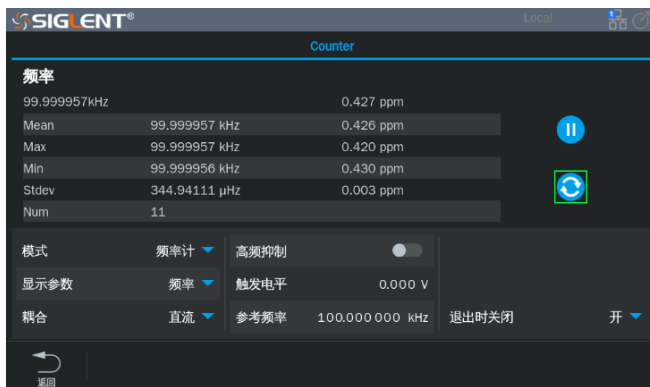 SIGLENT®
Local
1
Counter
频率
99.999957kHz 0.427 ppm
Mean 99.999957 kHz 0.426 ppm
Max 99.999957 kHz 0.420 ppm
Min 99.999956 kHz 0.430 ppm
Stdev 344.94111 µHz 0.003 ppm
Num 11
模式 频率计 高频抑制
显示参数 频率 触发电平 0.000 V
耦合 直流 参考频率 100.000 000 kHz 退出时关闭 开
返回